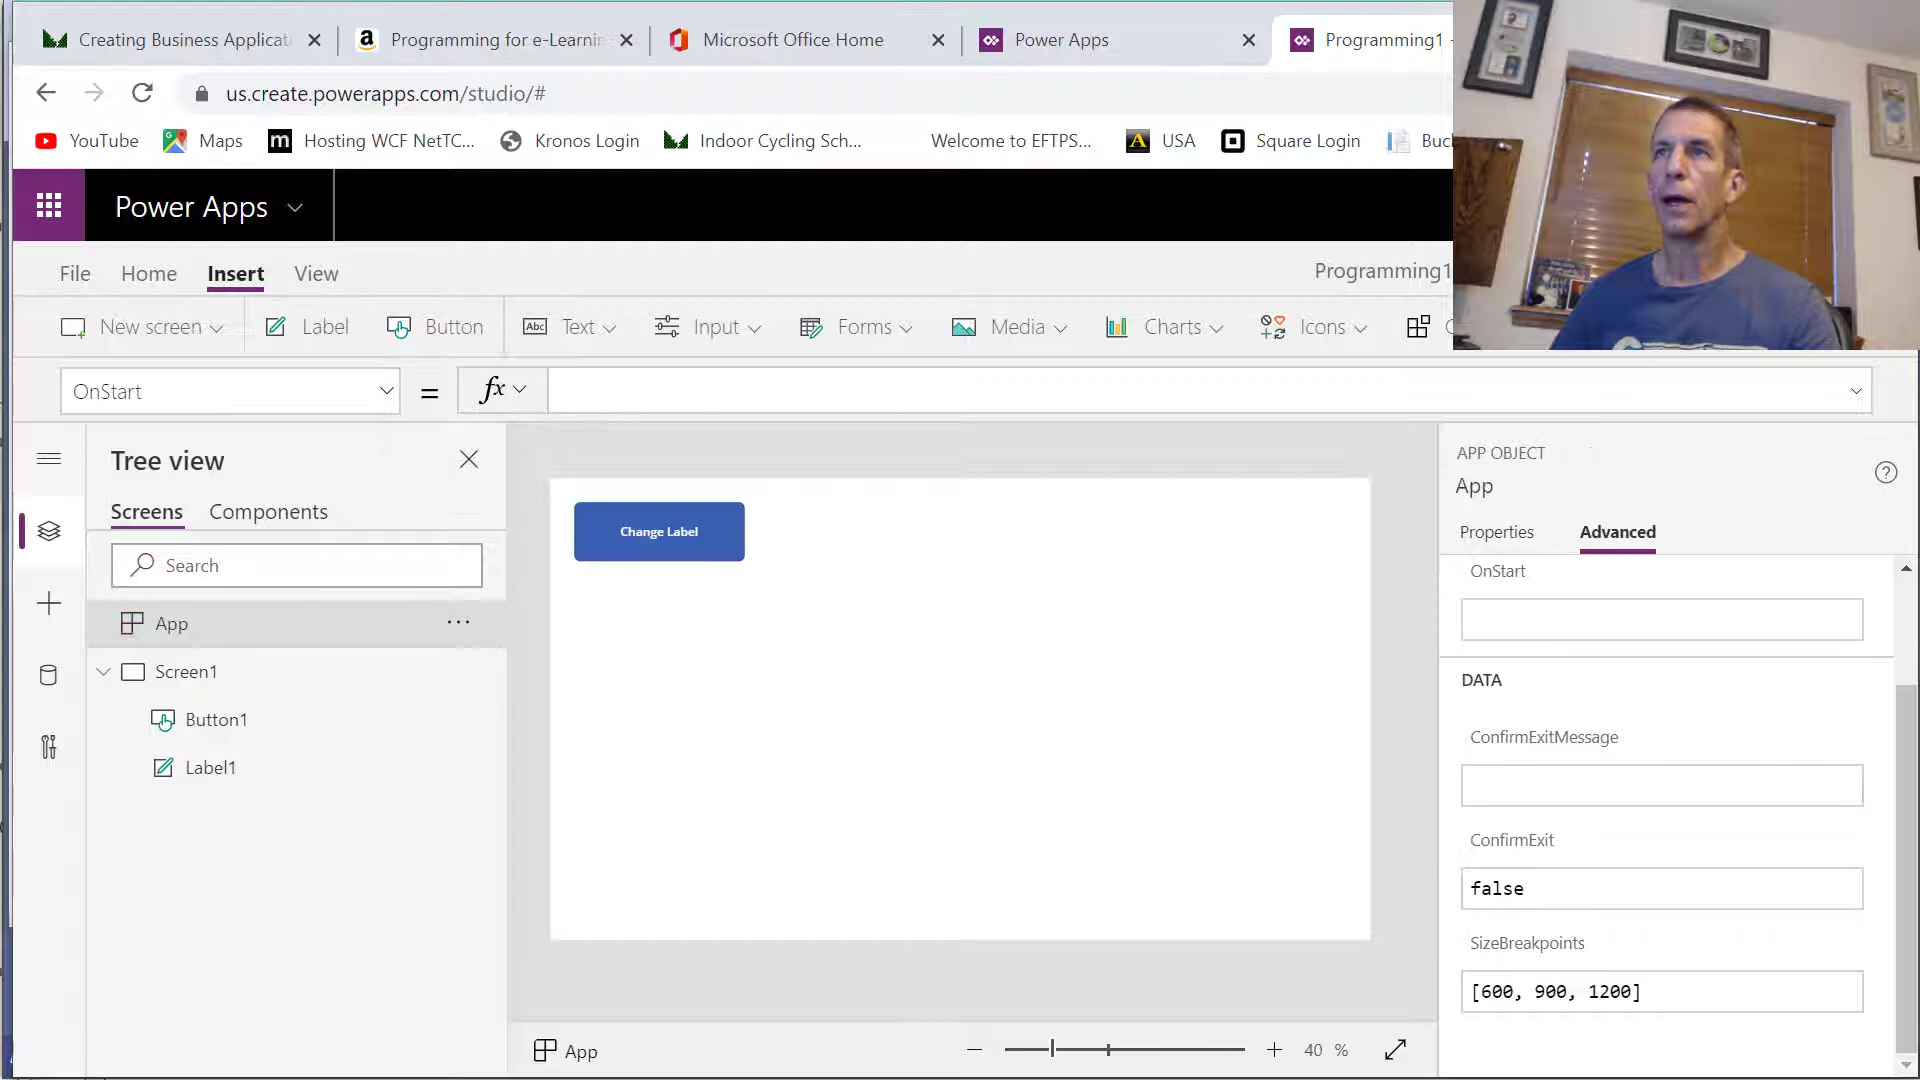 Creating Business Applicati
Programming for e-Learnin
Microsoft Office Home
Power Apps
Programming1 -
us.create.powerapps.com/studio/#
YouTube
Maps
Hosting WCF NetTC...
Kronos Login
Indoor Cycling Sch...
Welcome to EFTPS...
USA
Square Login
Buc
Power Apps
File
Home
Insert
View
Programming1
New screen
Label
Button
Abc
Text
Input
Forms
Media
Charts
Icons
OnStart
=
fx
Tree view
Screens
Components
Search
App
...
Screen1
Button1
Label1
Change Label
APP OBJECT
App
Properties
Advanced
OnStart
DATA
ConfirmExitMessage
ConfirmExit
false
SizeBreakpoints
[600, 900, 1200]
App
40 %